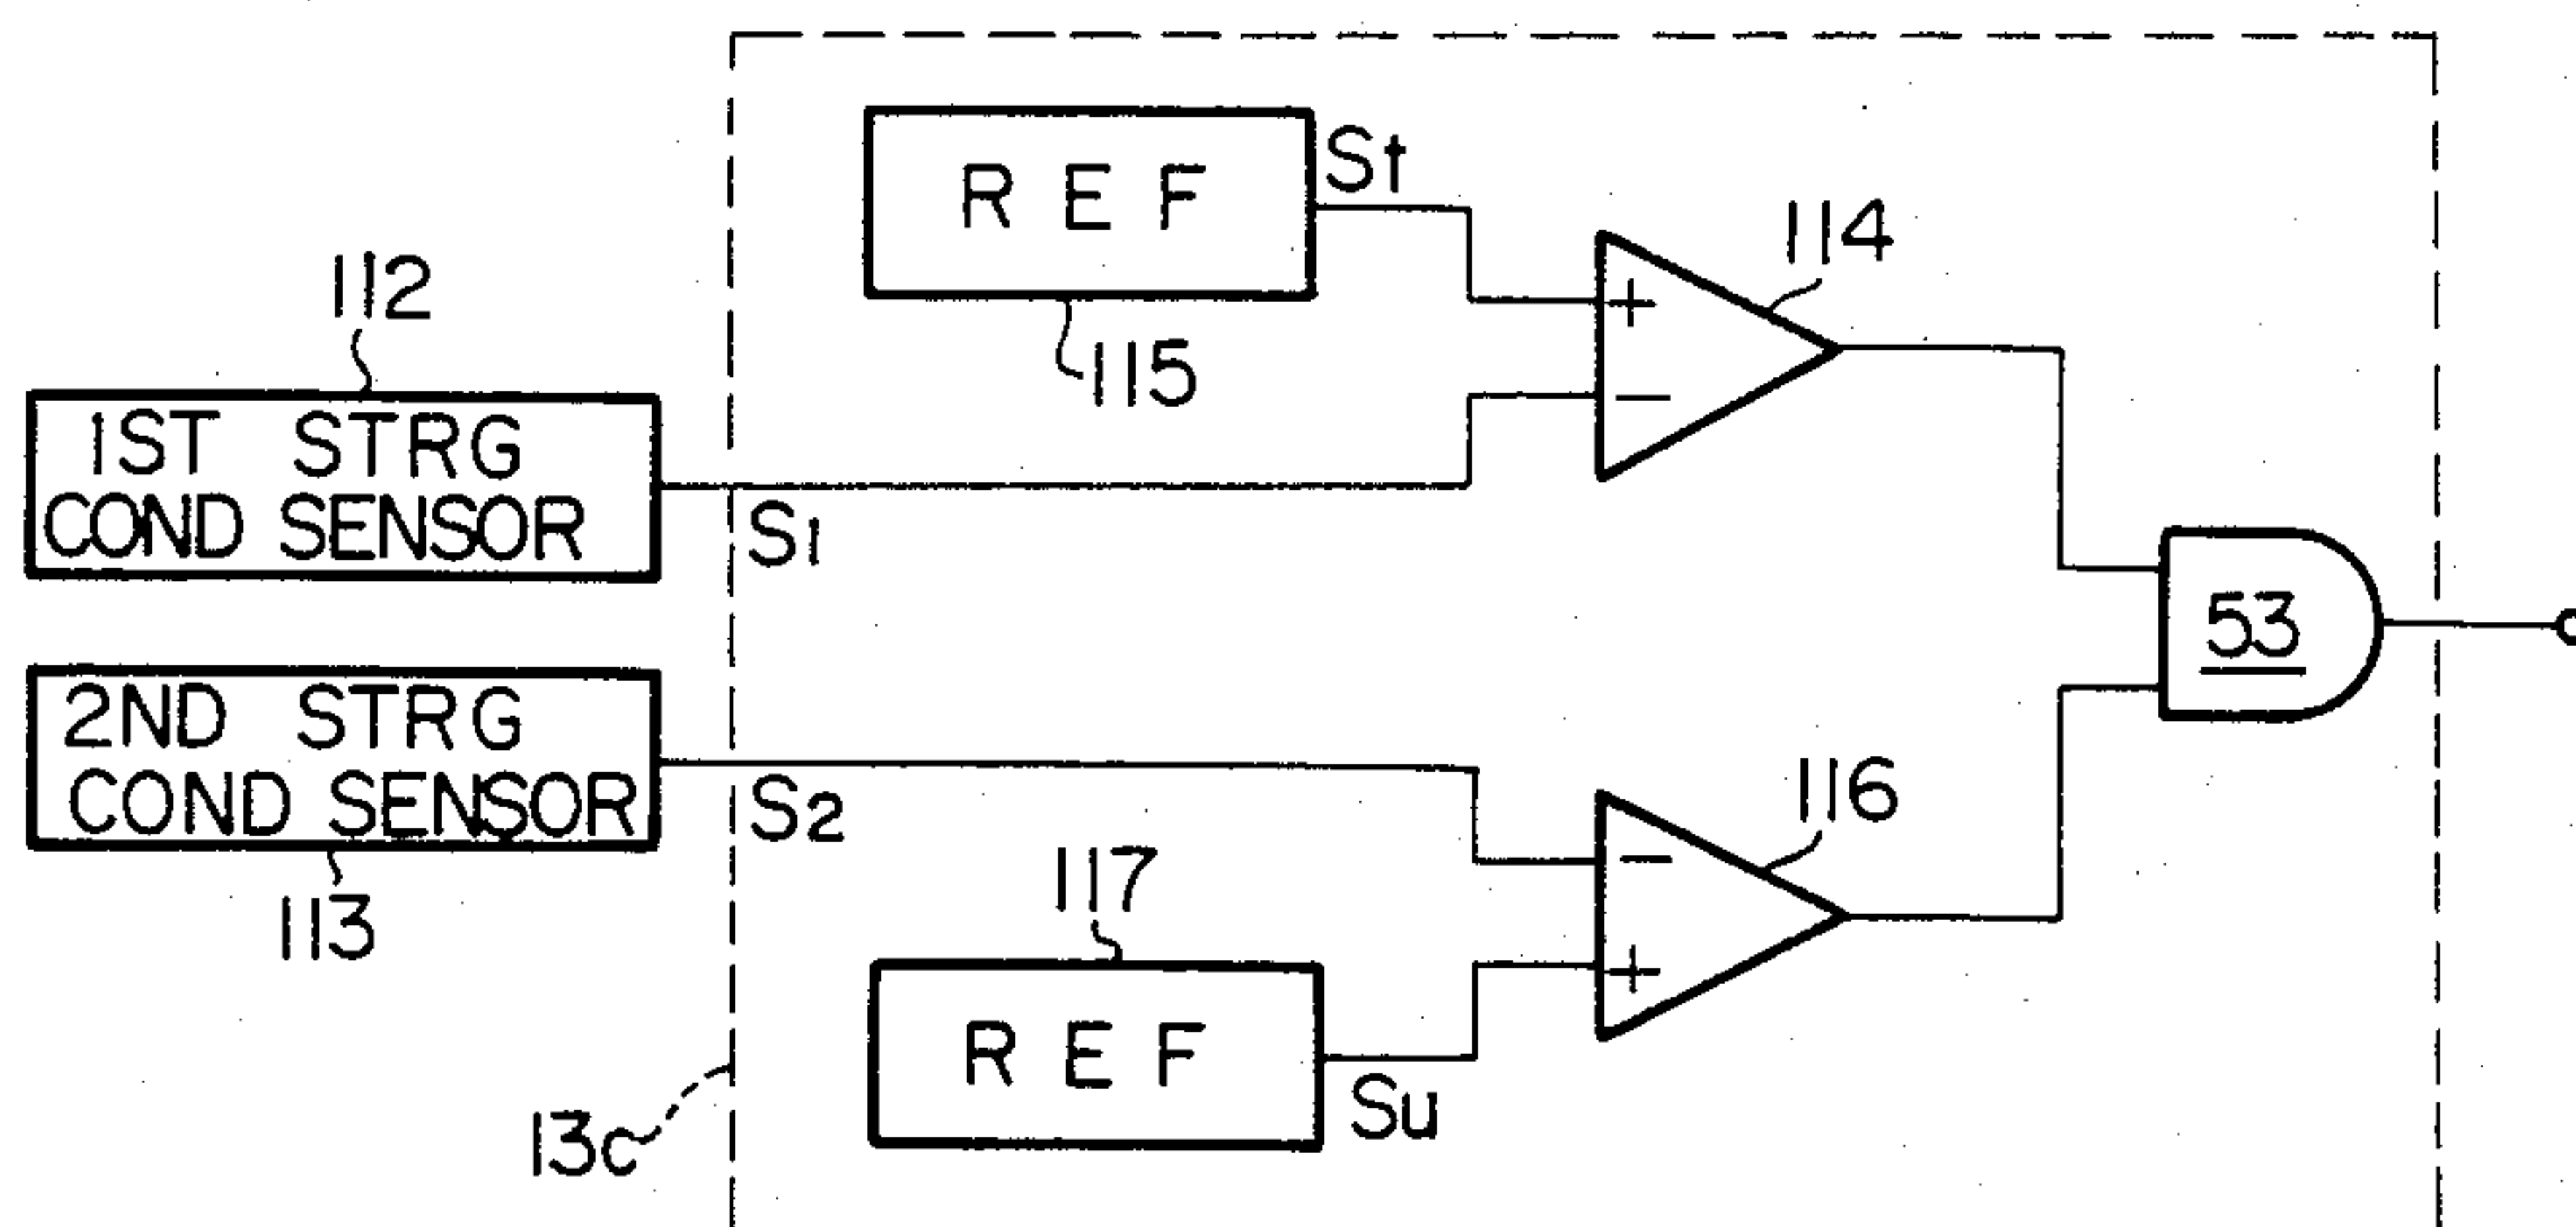 REF
St
114
+
−
115
112
1ST STRG
COND SENSOR
S1
53
2ND STRG
COND SENSOR
S2
113
116
−
+
117
REF
Su
13c